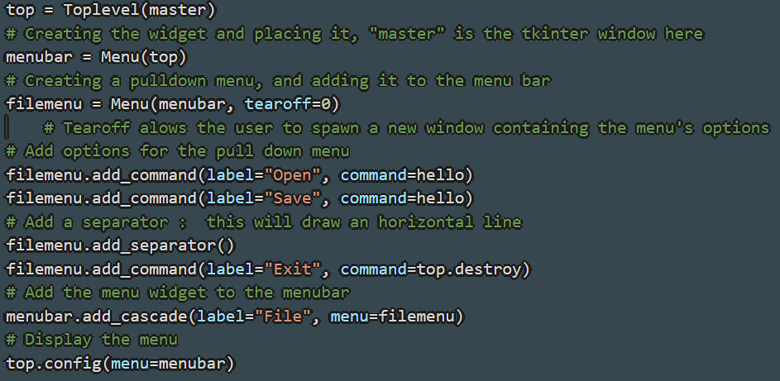 top = Toplevel(master)
# Creating the widget and placing it, "master" is the tkinter window here
menubar = Menu(top)
# Creating a pulldown menu, and adding it to the menu bar
filemenu = Menu(menubar, tearoff=0)
# Tearoff alows the user to spawn a new window containing the menu's options
# Add options for the pull down menu
filemenu.add_command(label="Open", command=hello)
filemenu.add_command(label="Save", command=hello)
# Add a separator :  this will draw an horizontal line
filemenu.add_separator()
filemenu.add_command(label="Exit", command=top.destroy)
# Add the menu widget to the menubar
menubar.add_cascade(label="File", menu=filemenu)
# Display the menu
top.config(menu=menubar)